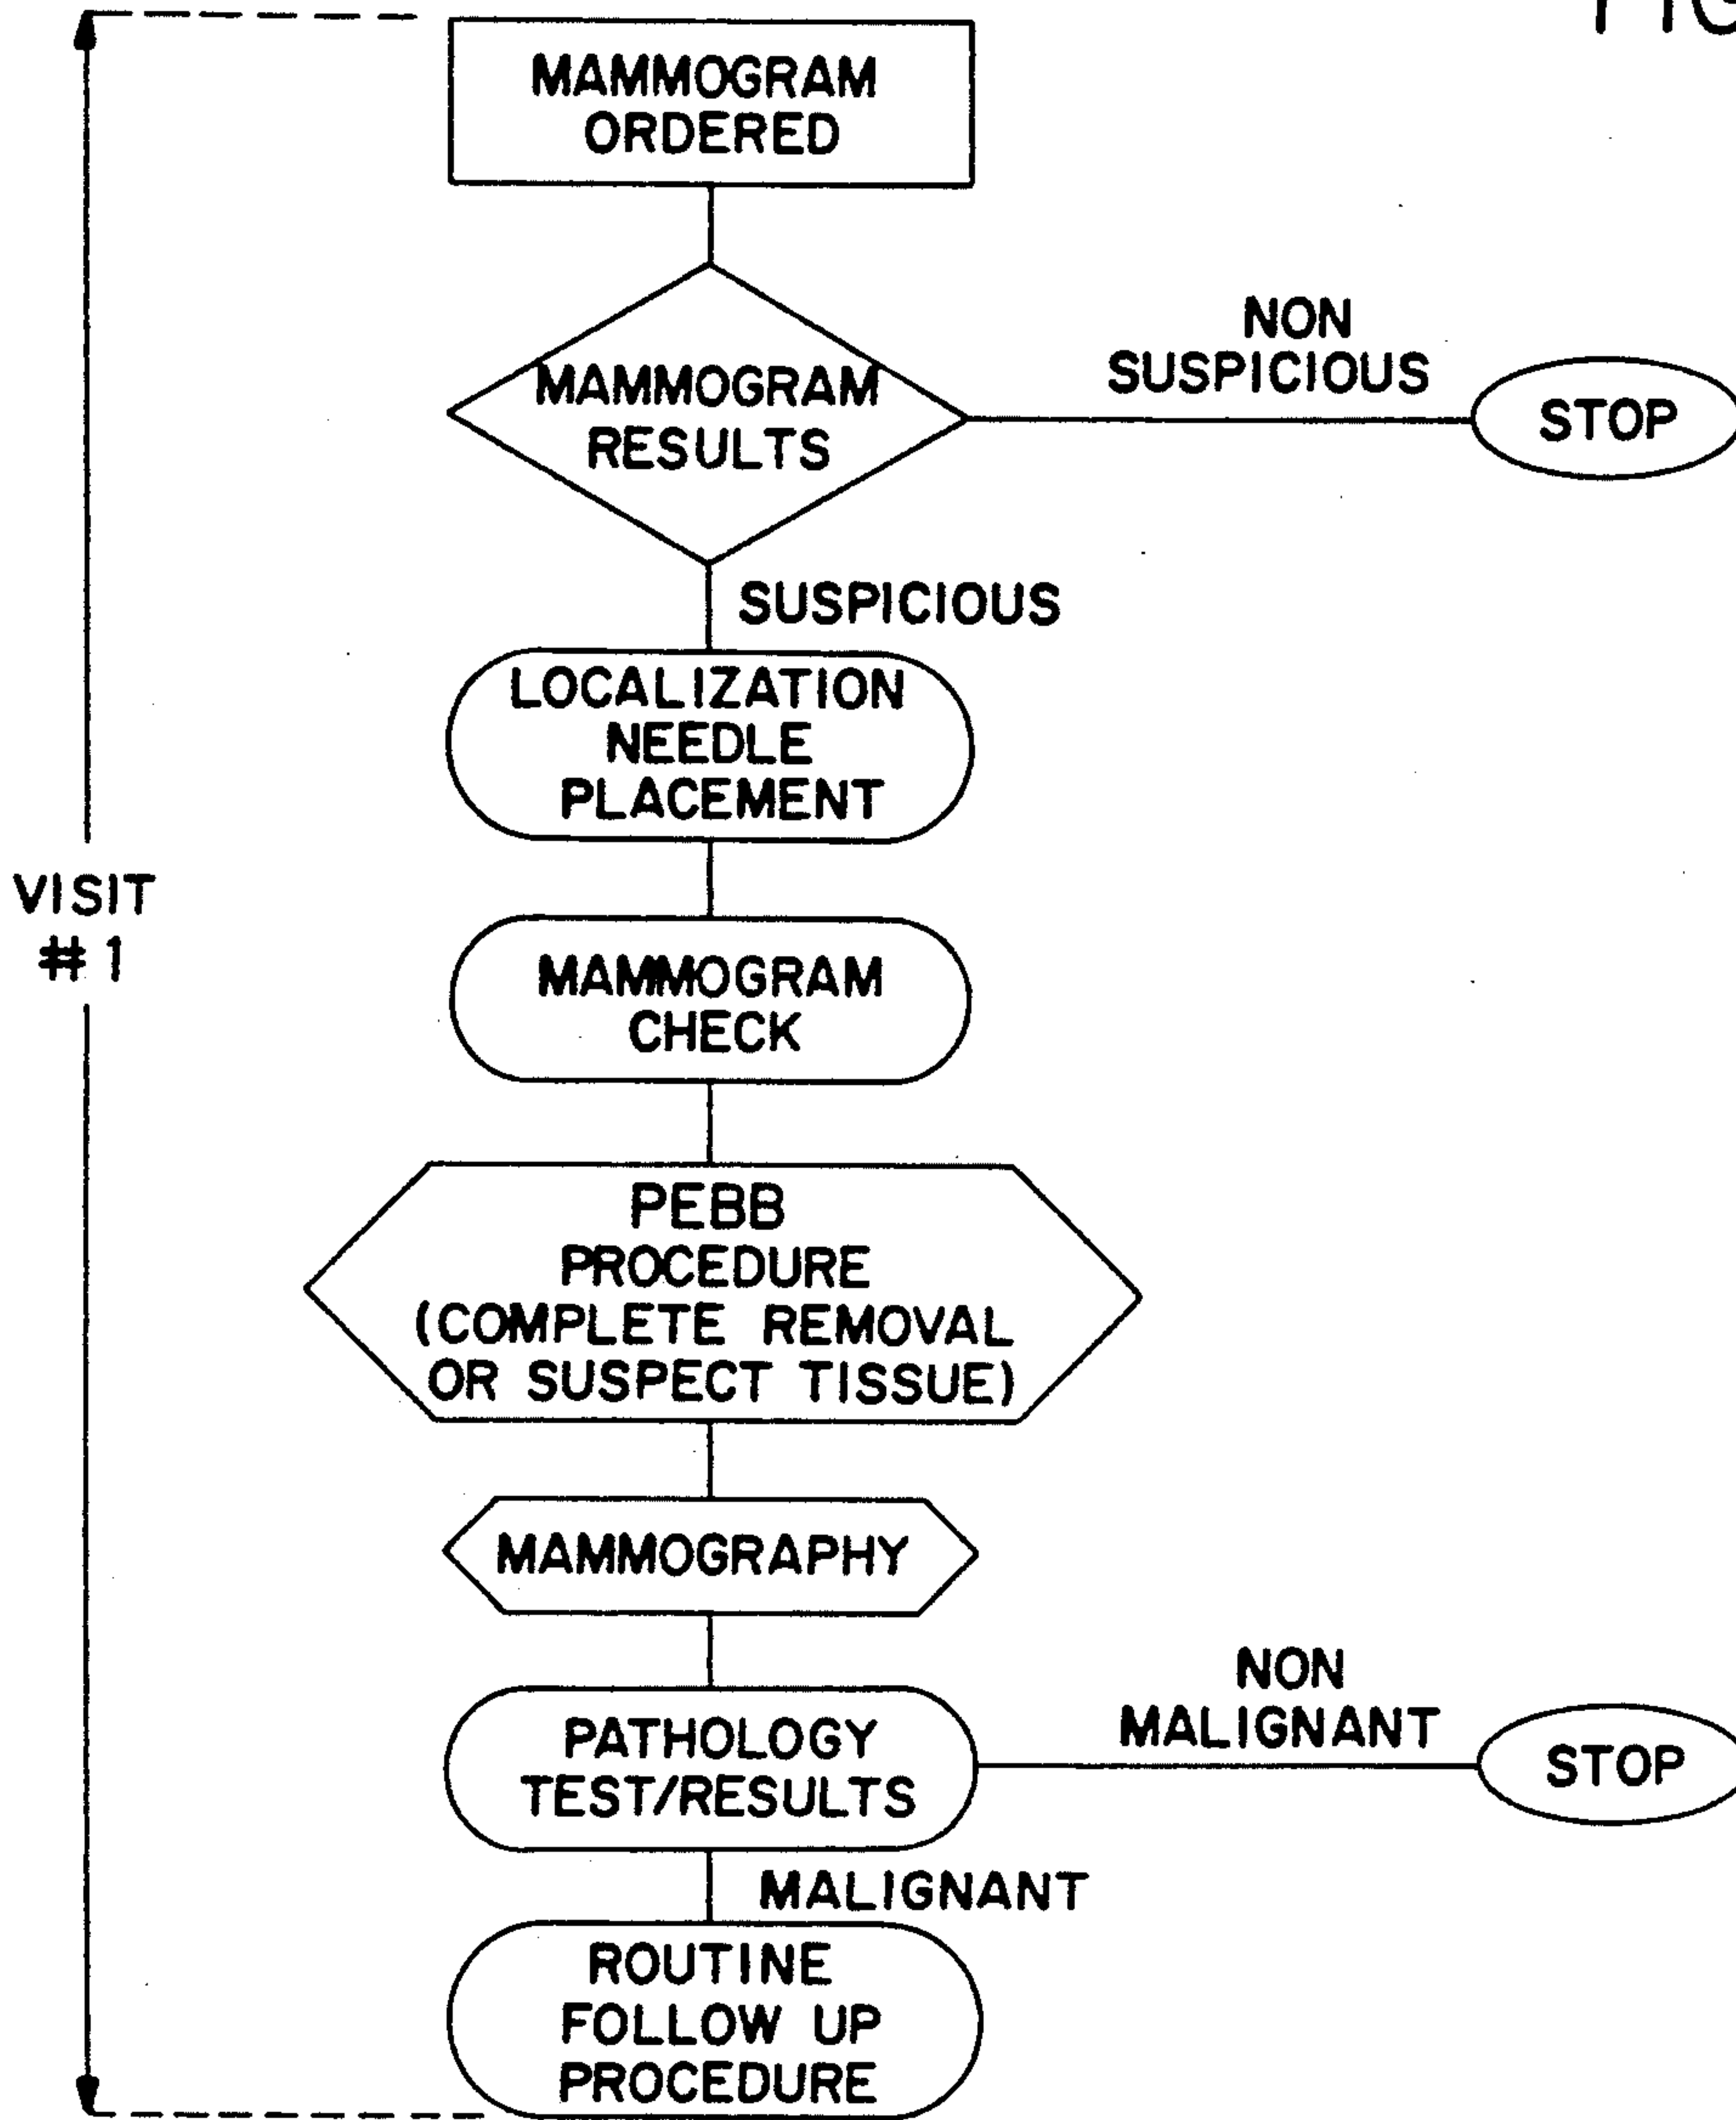 FIG
MAMMOGRAM
ORDERED
MAMMOGRAM
RESULTS
NON
SUSPICIOUS
STOP
SUSPICIOUS
LOCALIZATION
NEEDLE
PLACEMENT
VISIT
#1
MAMMOGRAM
CHECK
PEBB
PROCEDURE
(COMPLETE REMOVAL
OR SUSPECT TISSUE)
MAMMOGRAPHY
PATHOLOGY
TEST/RESULTS
NON
MALIGNANT
STOP
MALIGNANT
ROUTINE
FOLLOW UP
PROCEDURE